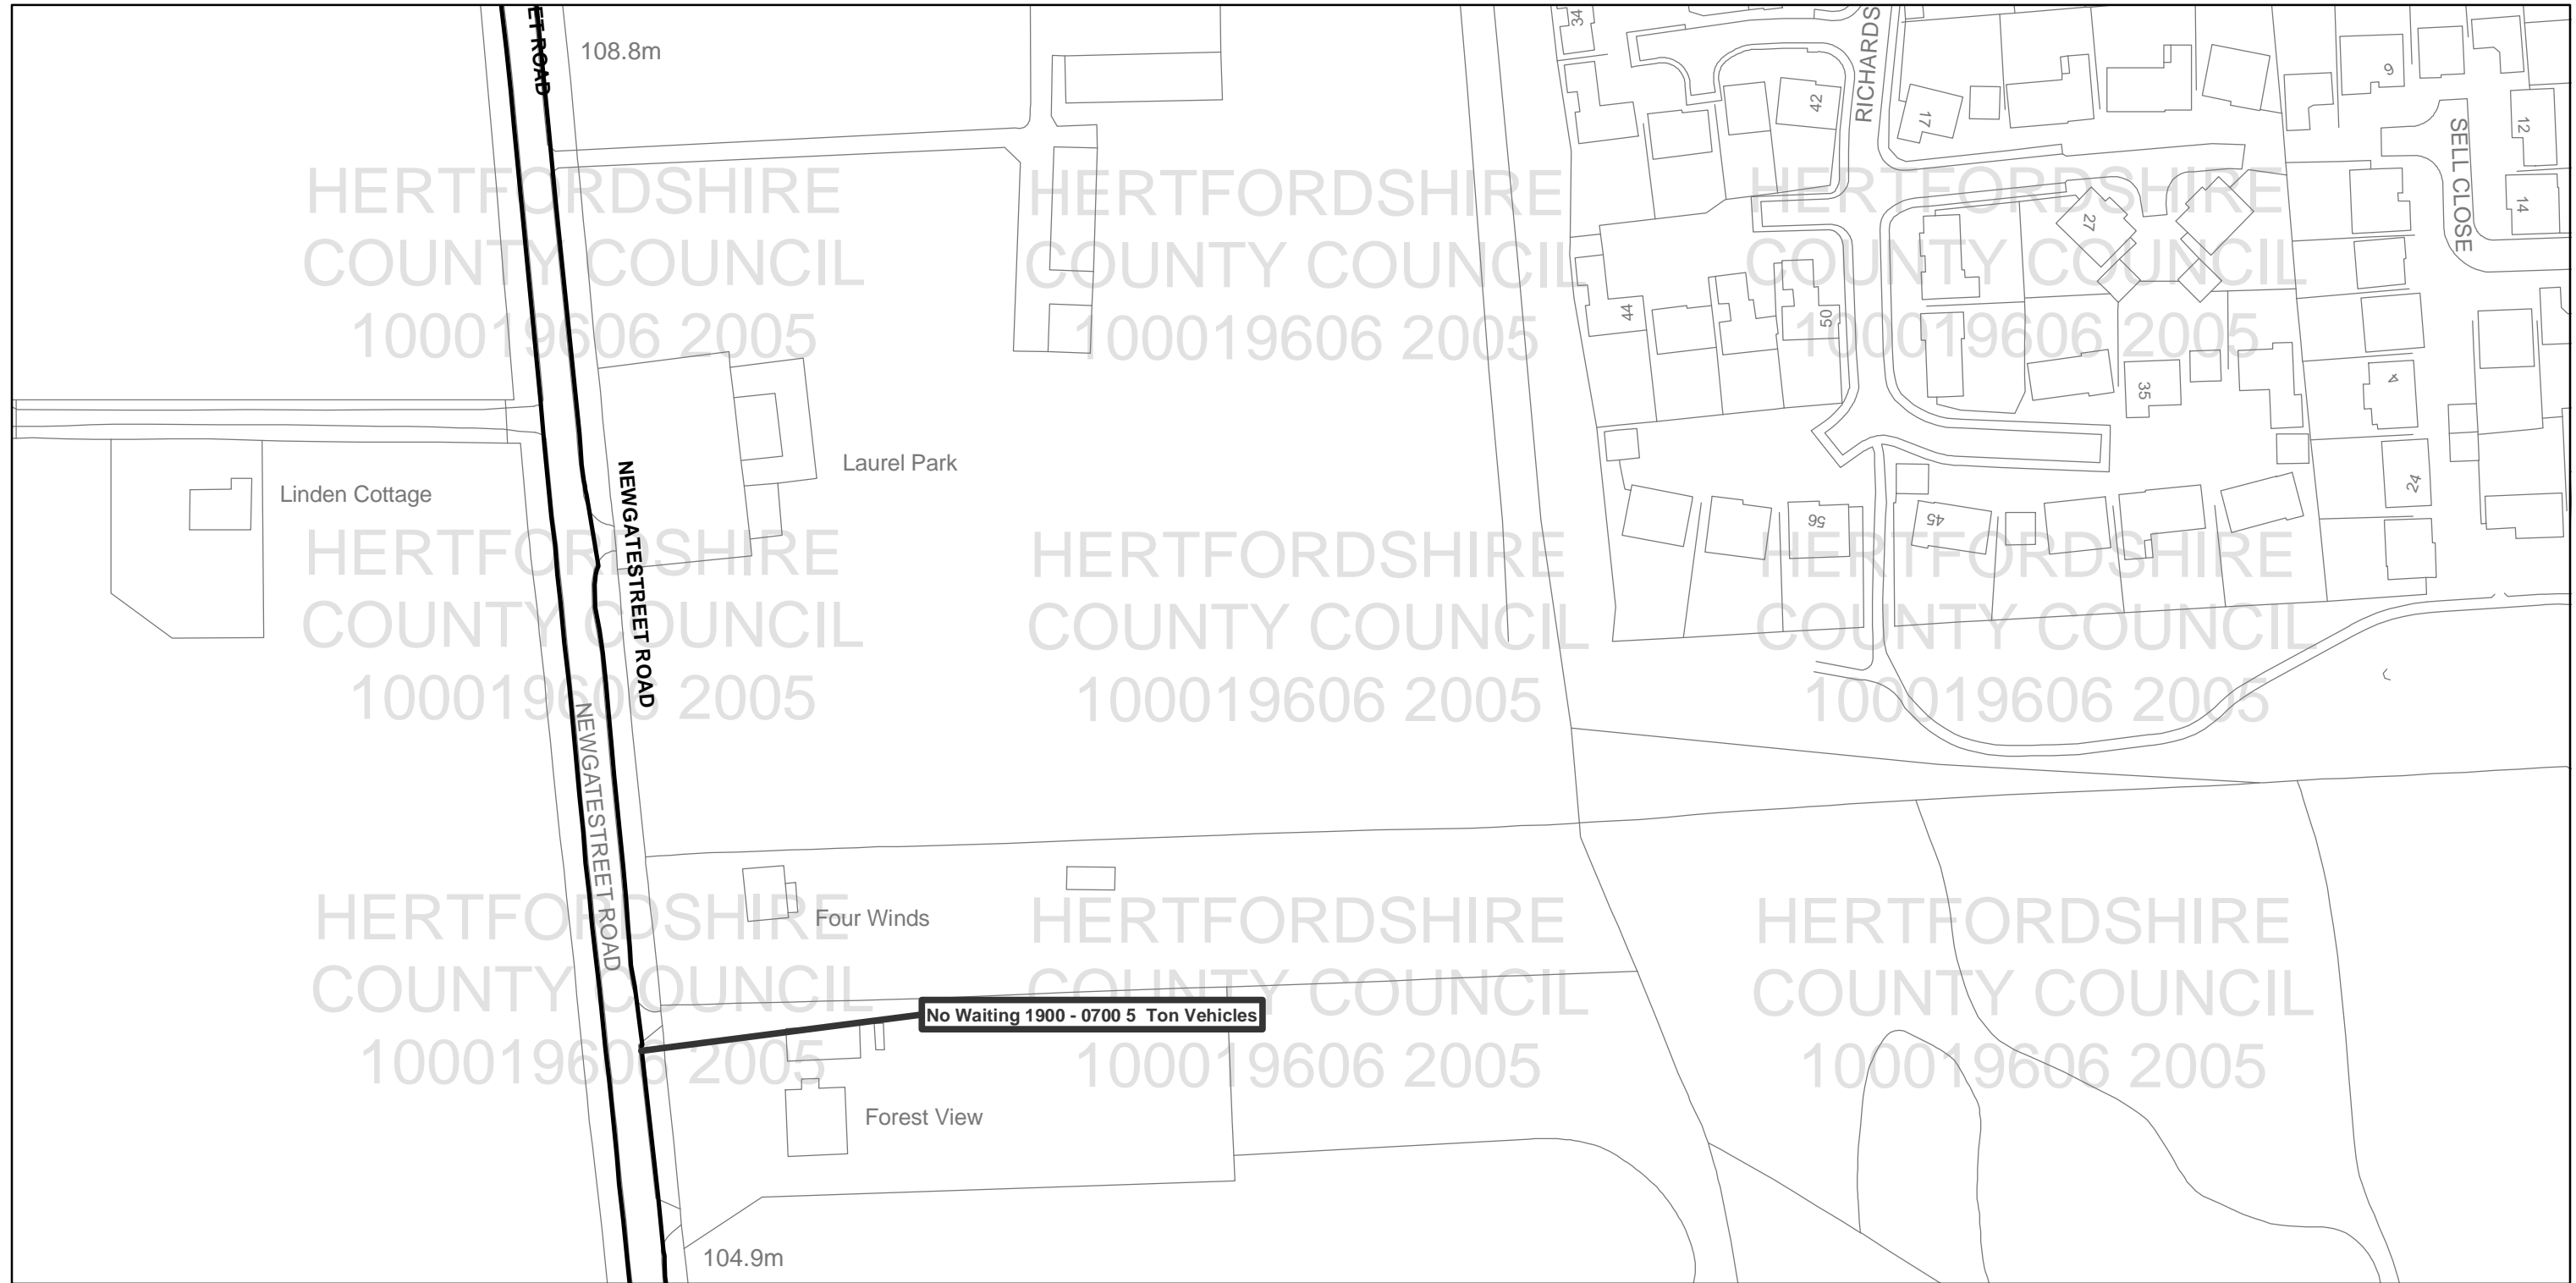 ET ROAD
108.8m
34
42
RICHARDS
17
9
SELL CLOSE
12
14
HERTFORDSHIRE
COUNTY COUNCIL
100019606 2005
HERTFORDSHIRE
COUNTY COUNCIL
100019606 2005
HERTFORDSHIRE
COUNTY COUNCIL
100019606 2005
27
44
50
35
4
24
Linden Cottage
Laurel Park
NEWGATESTREET ROAD
56
45
HERTFORDSHIRE
COUNTY COUNCIL
100019606 2005
HERTFORDSHIRE
COUNTY COUNCIL
100019606 2005
HERTFORDSHIRE
COUNTY COUNCIL
100019606 2005
NEWGATESTREET ROAD
Four Winds
HERTFORDSHIRE
COUNTY COUNCIL
100019606 2005
HERTFORDSHIRE
COUNTY COUNCIL
100019606 2005
HERTFORDSHIRE
COUNTY COUNCIL
100019606 2005
No Waiting 1900 - 0700 5 Ton Vehicles
Forest View
104.9m